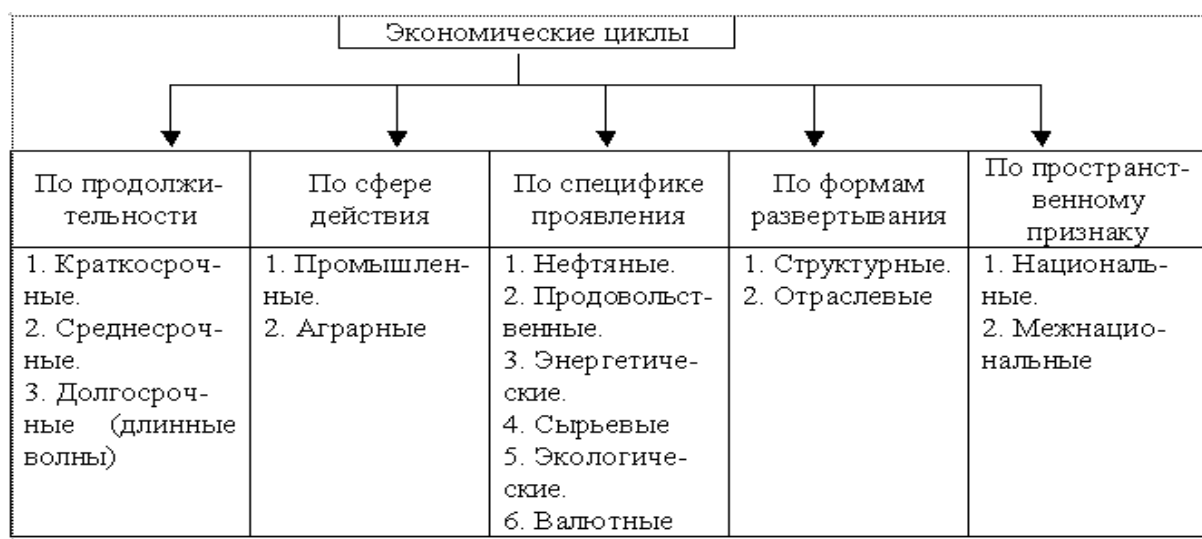 Экономические циклы
По продолжи-
тельности
По сфере
действия
По специфике
проявления
По формам
развертывания
По пространст-
венному
признаку
1. Краткосроч-
ные.
2. Среднесроч-
ные.
3. Долгосроч-
ные (длинные
волны)
1. Промышлен-
ные.
2. Аграрные
1. Нефтяные.
2. Продовольст-
венные.
3. Энергетиче-
ские.
4. Сырьевые
5. Экологиче-
ские.
6. Валютные
1. Структурные.
2. Отраслевые
1. Националь-
ные.
2. Межнацио-
нальные